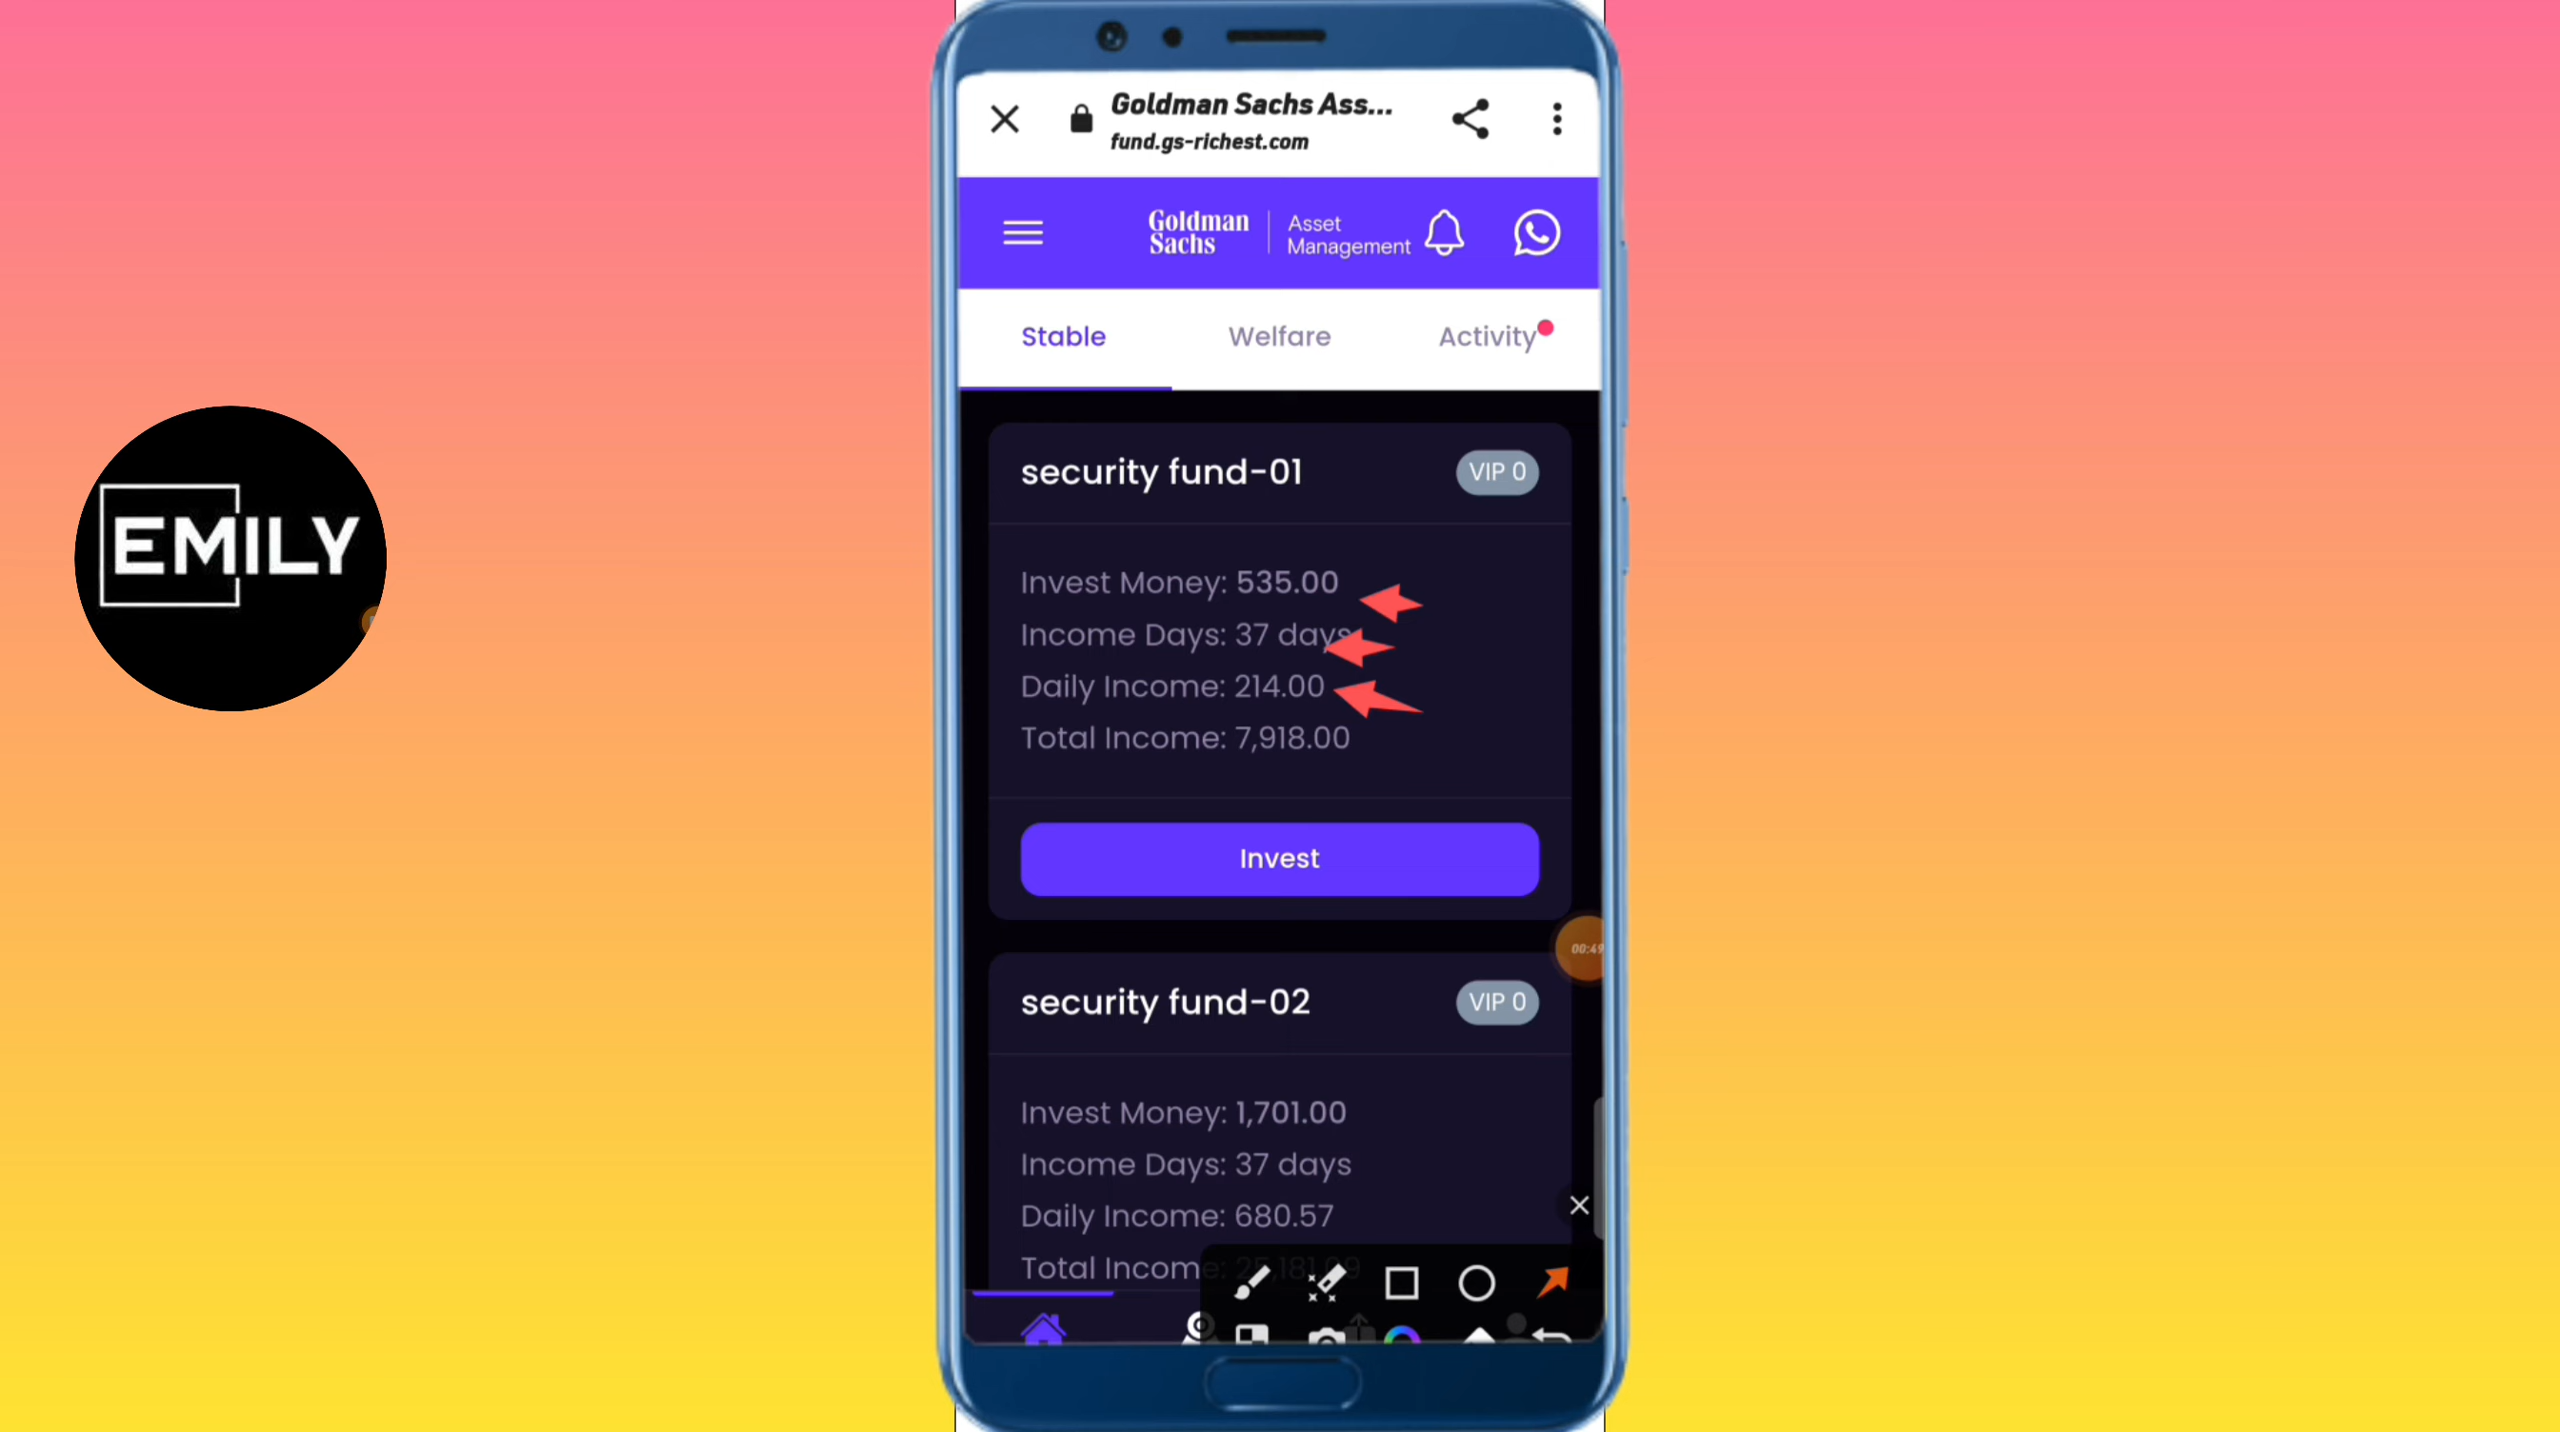 Goldman Sachs Ass...
fund.gs-richest.com
Goldman
Sachs
Asset
Management
Stable
Welfare
Activity
EMILY
security fund-01
VIP 0
Invest Money: 535.00
Income Days: 37 days
Daily Income: 214.00
Total Income: 7,918.00
Invest
00:49
security fund-02
VIP 0
Invest Money: 1,701.00
Income Days: 37 days
Daily Income: 680.57
Total Income: